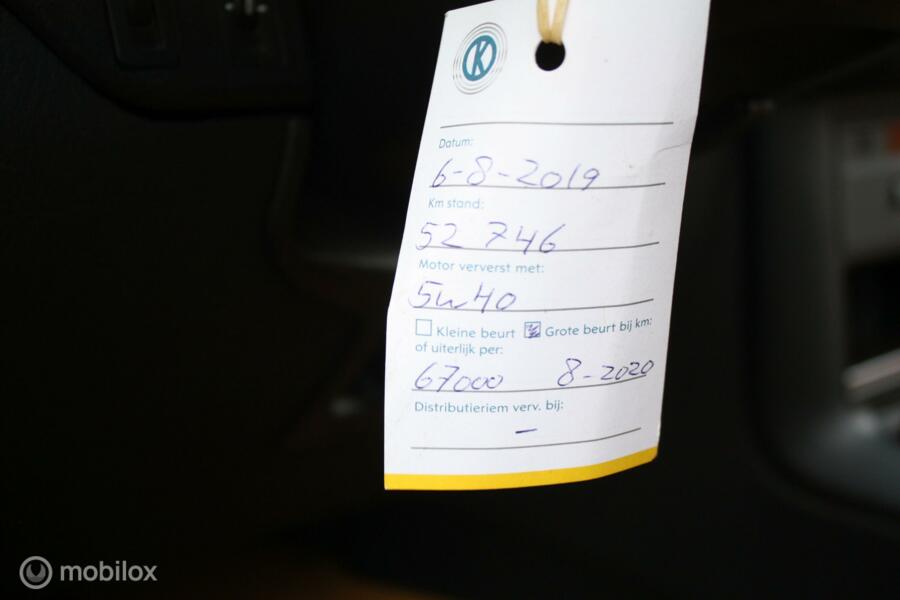 K
Datum:
6-8-2019
Km stand:
52 746
Motor ververst met:
5w40
Kleine beurt Grote beurt bij km:
of uiterlijk per:
67000 8-2020
Distributieriem verv. bij:
-
mobilox